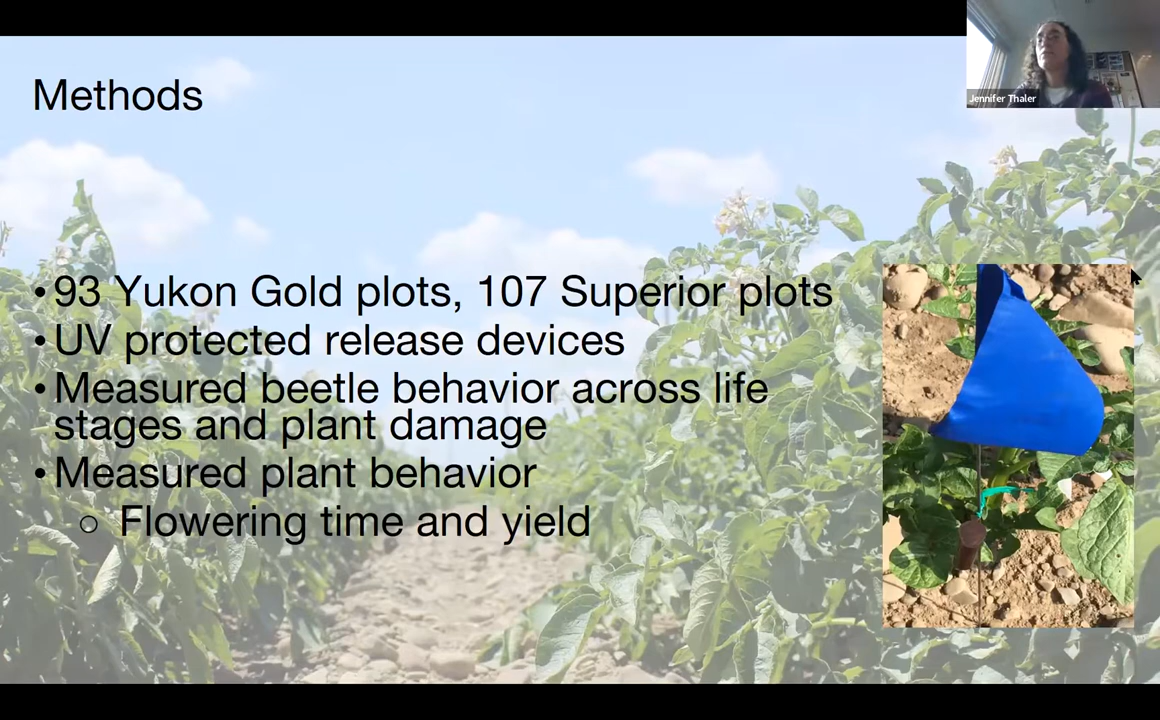 Jennifer Thaler
Methods
•93 Yukon Gold plots, 107 Superior plots
•UV protected release devices
•Measured beetle behavior across life
stages and plant damage
•Measured plant behavior
○ Flowering time and yield